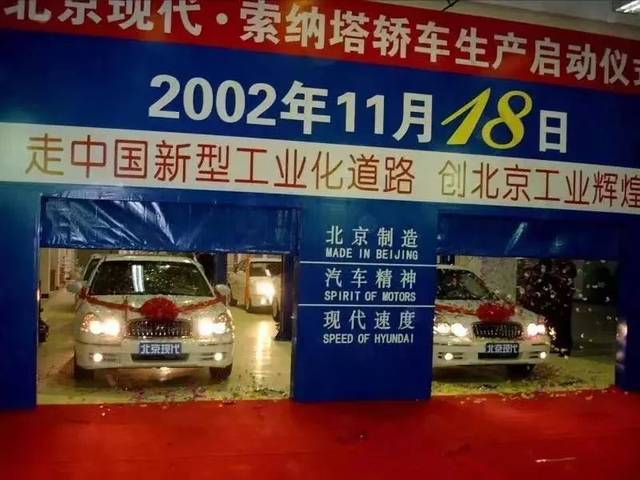 北京现代·索纳塔轿车生产启动仪式
2002年11月18日
走中国新型工业化道路 创北京工业辉煌
北京制造
MADE IN BEIJING
汽车精神
SPIRIT OF MOTORS
现代速度
SPEED OF HYUNDAI
北京现代
北京现代